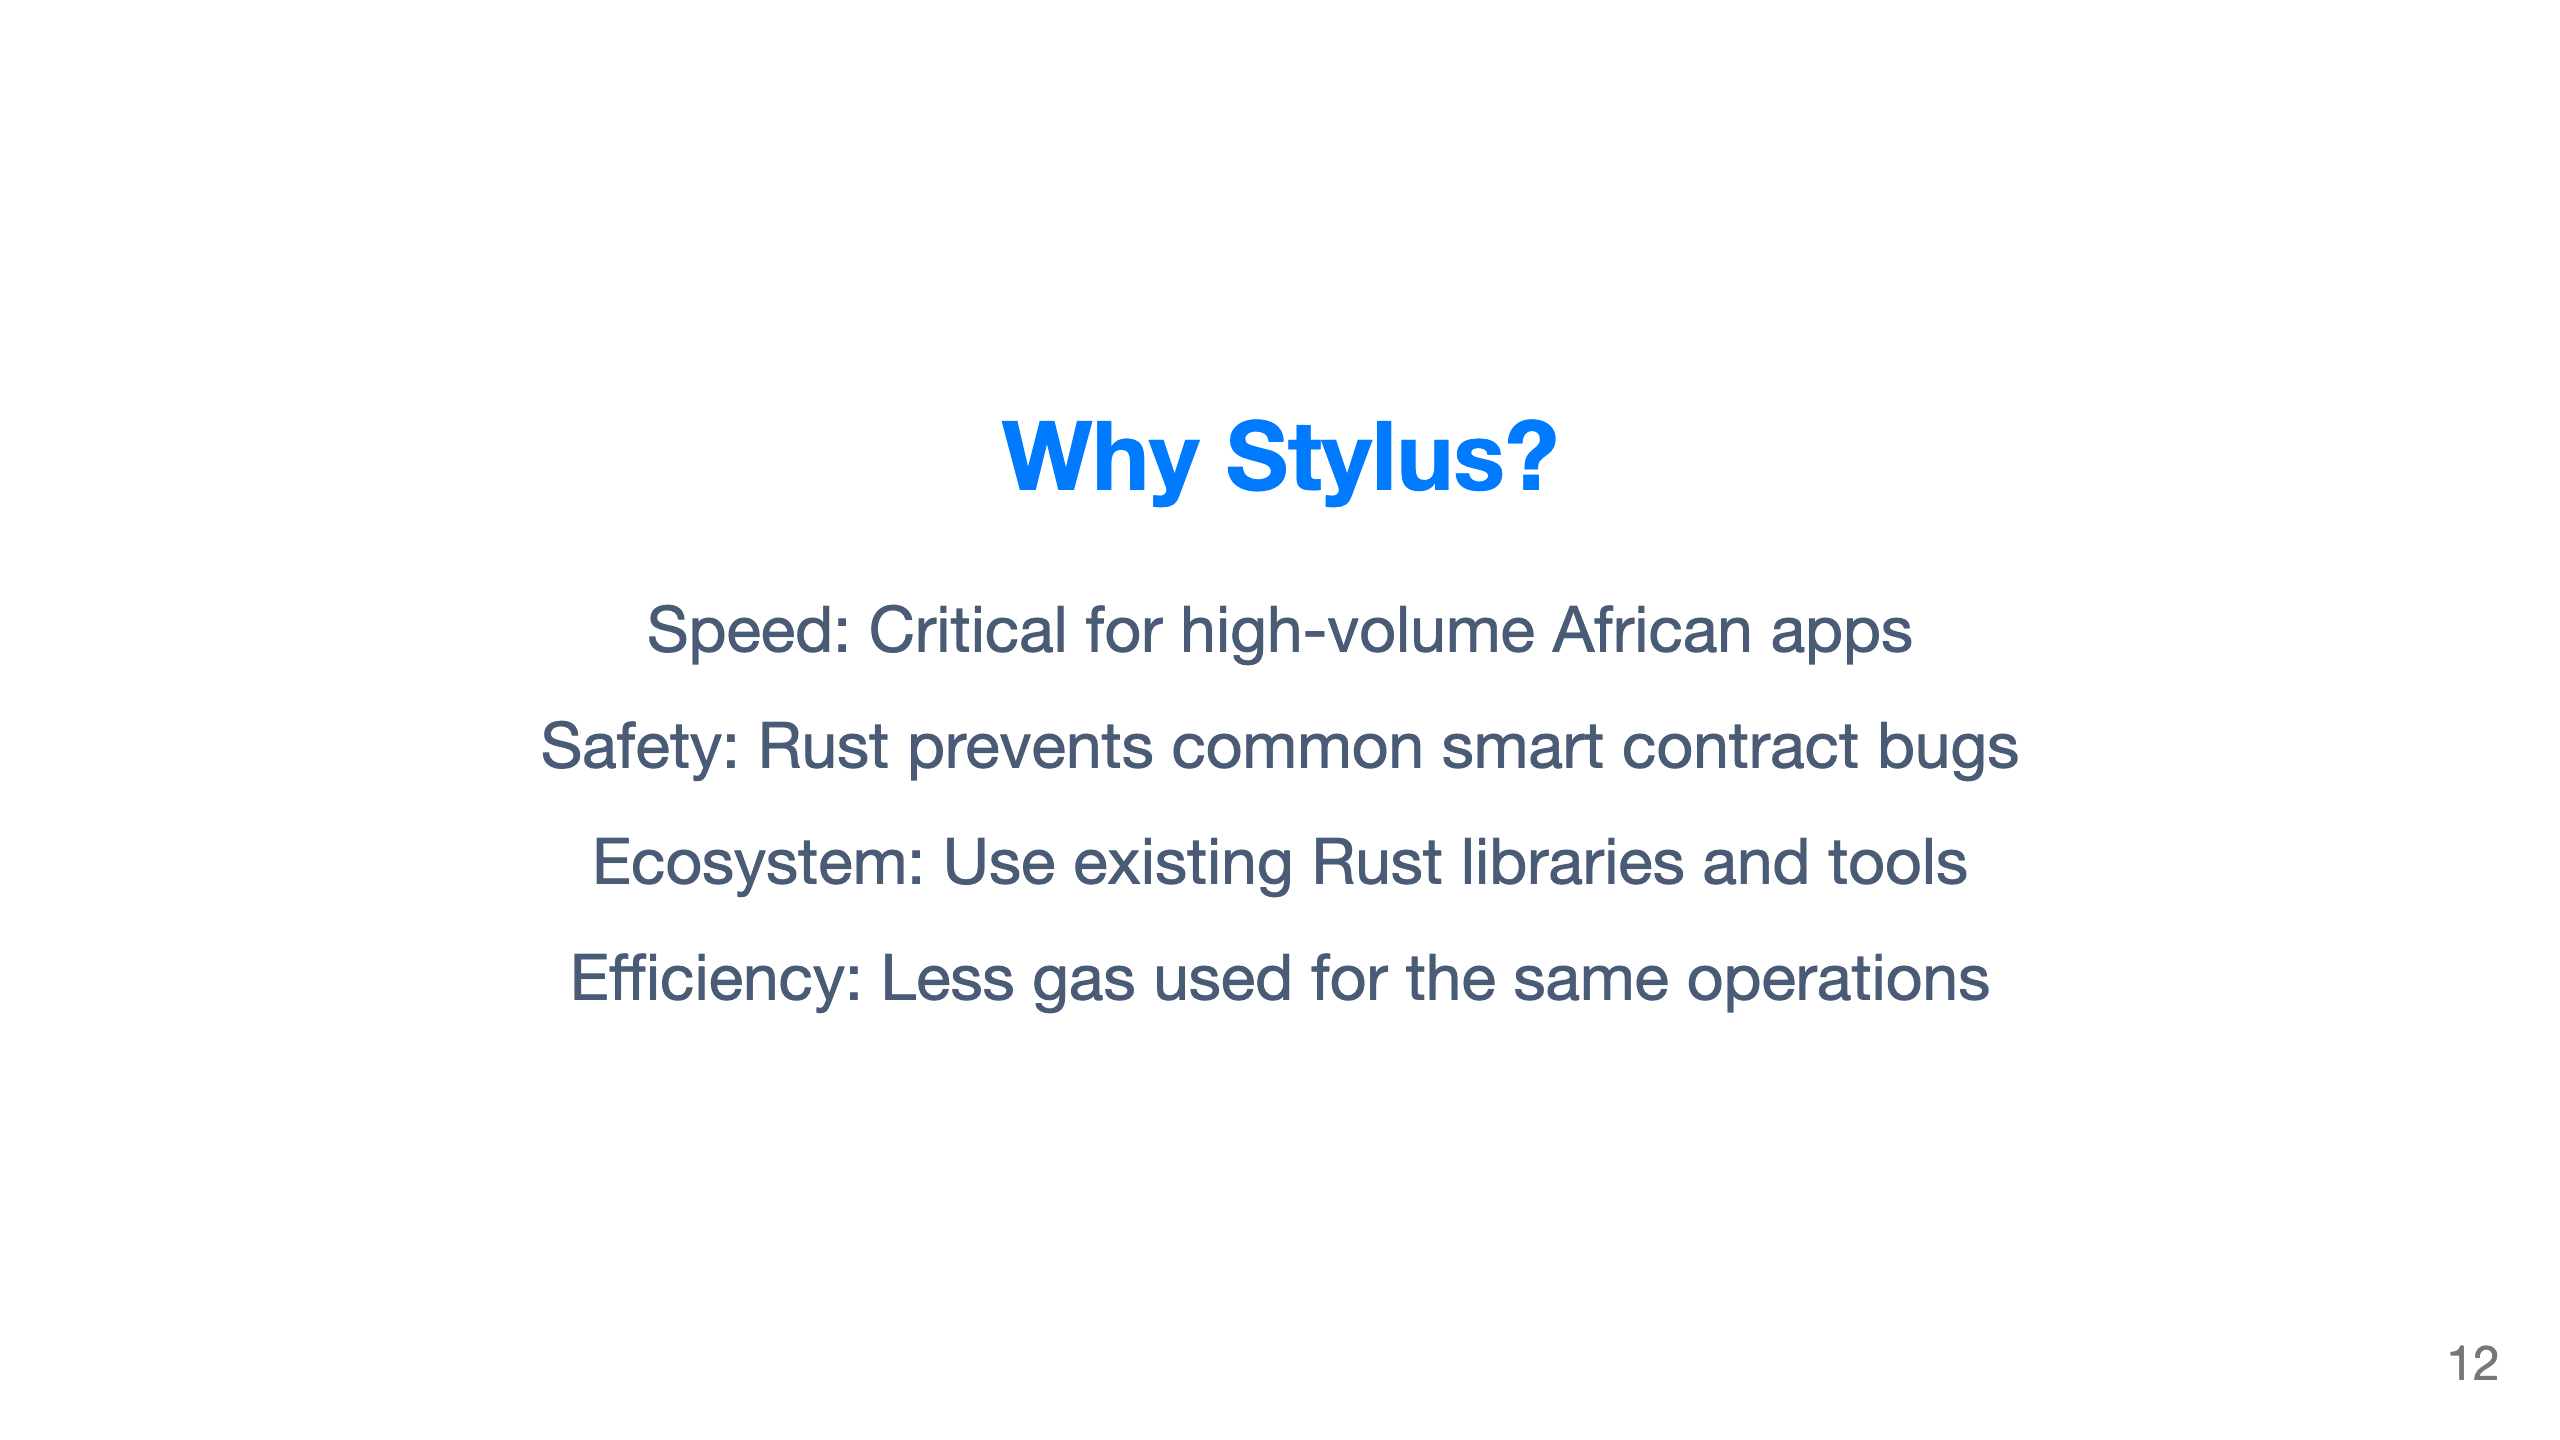 Why Stylus?
Speed: Critical for high-volume African apps
Safety: Rust prevents common smart contract bugs
Ecosystem: Use existing Rust libraries and tools
Efficiency: Less gas used for the same operations
12